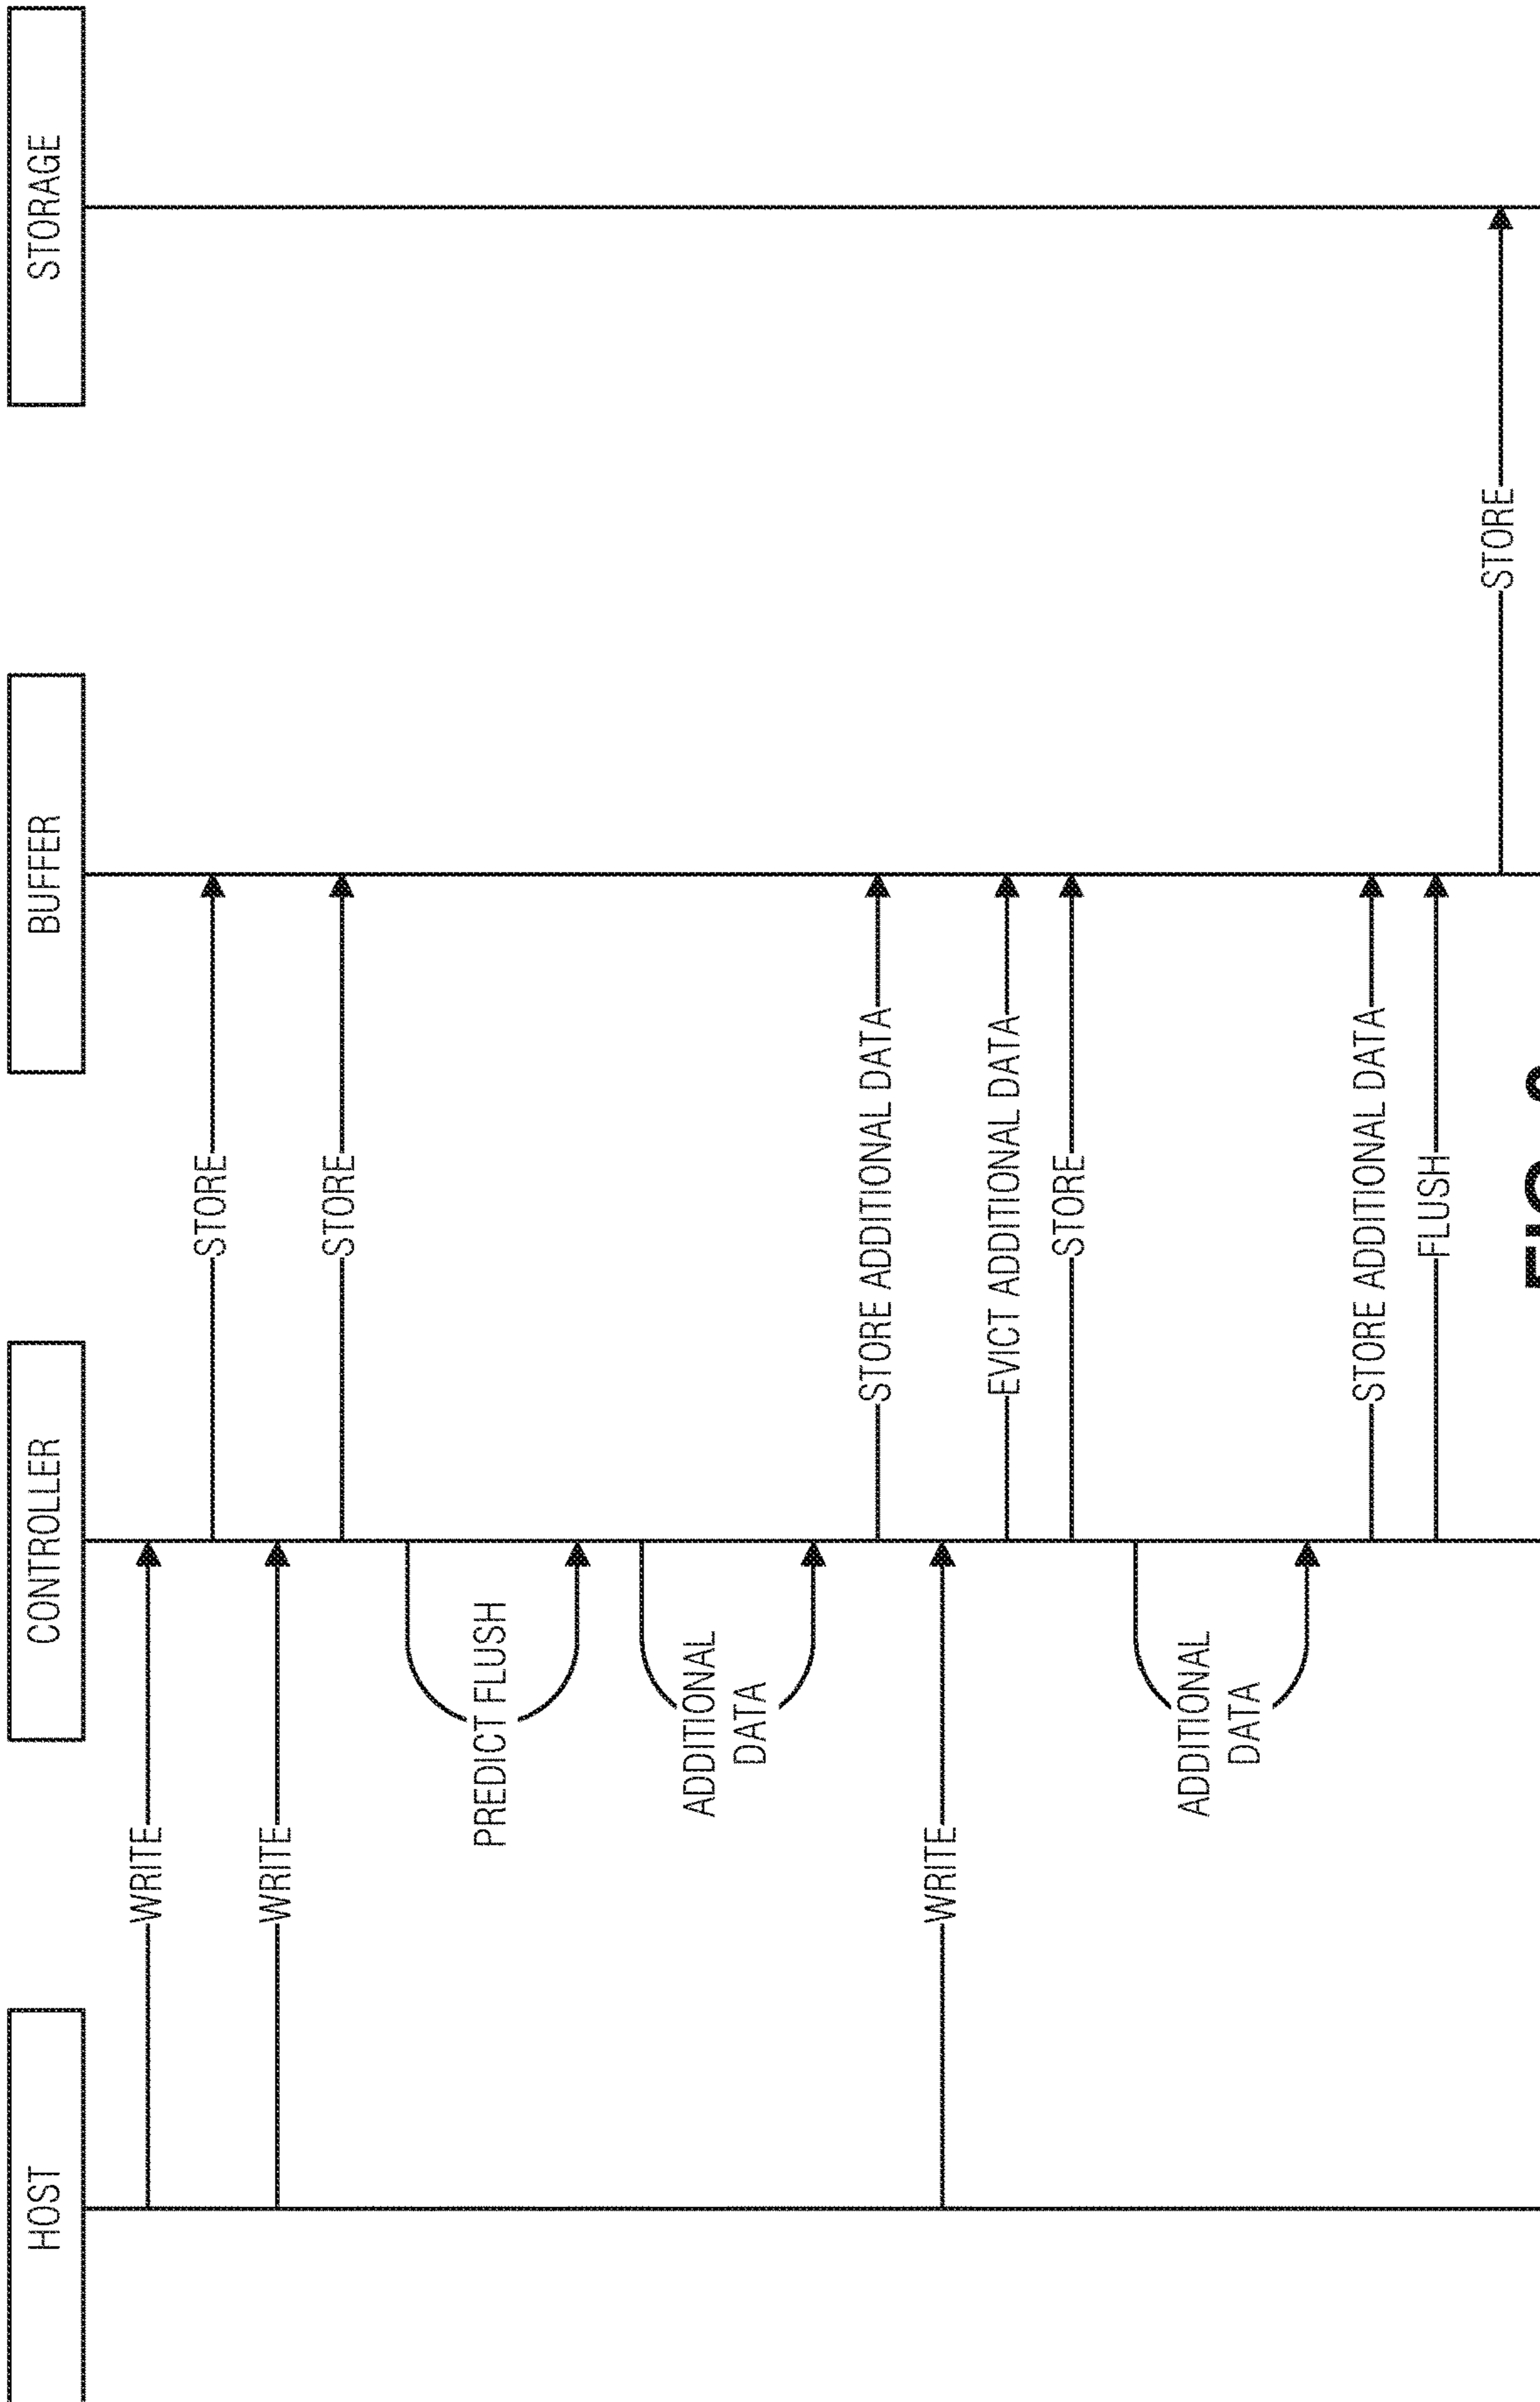 HOST
CONTROLLER
BUFFER
STORAGE
WRITE
STORE
WRITE
STORE
PREDICT FLUSH
ADDITIONAL
DATA
STORE ADDITIONAL DATA
WRITE
EVICT ADDITIONAL DATA
STORE
ADDITIONAL
DATA
STORE ADDITIONAL DATA
FLUSH
STORE